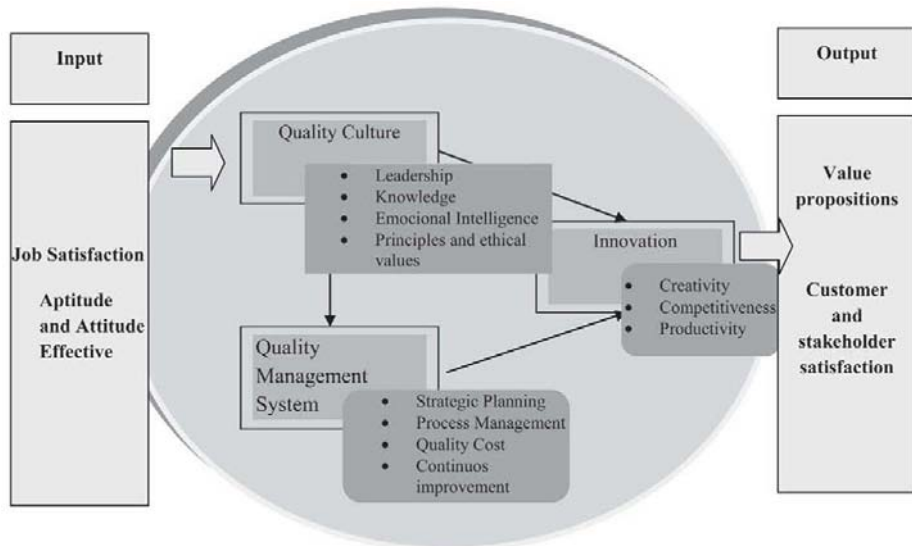 Input
Job Satisfaction
Aptitude
and Attitude
Effective
Quality Culture
• Leadership
• Knowledge
• Emocional Intelligence
• Principles and ethical
values
Quality
Management
System
• Strategic Planning
• Process Management
• Quality Cost
• Continuos
improvement
Innovation
• Creativity
• Competitiveness
• Productivity
Output
Value
propositions
Customer
and
stakeholder
satisfaction